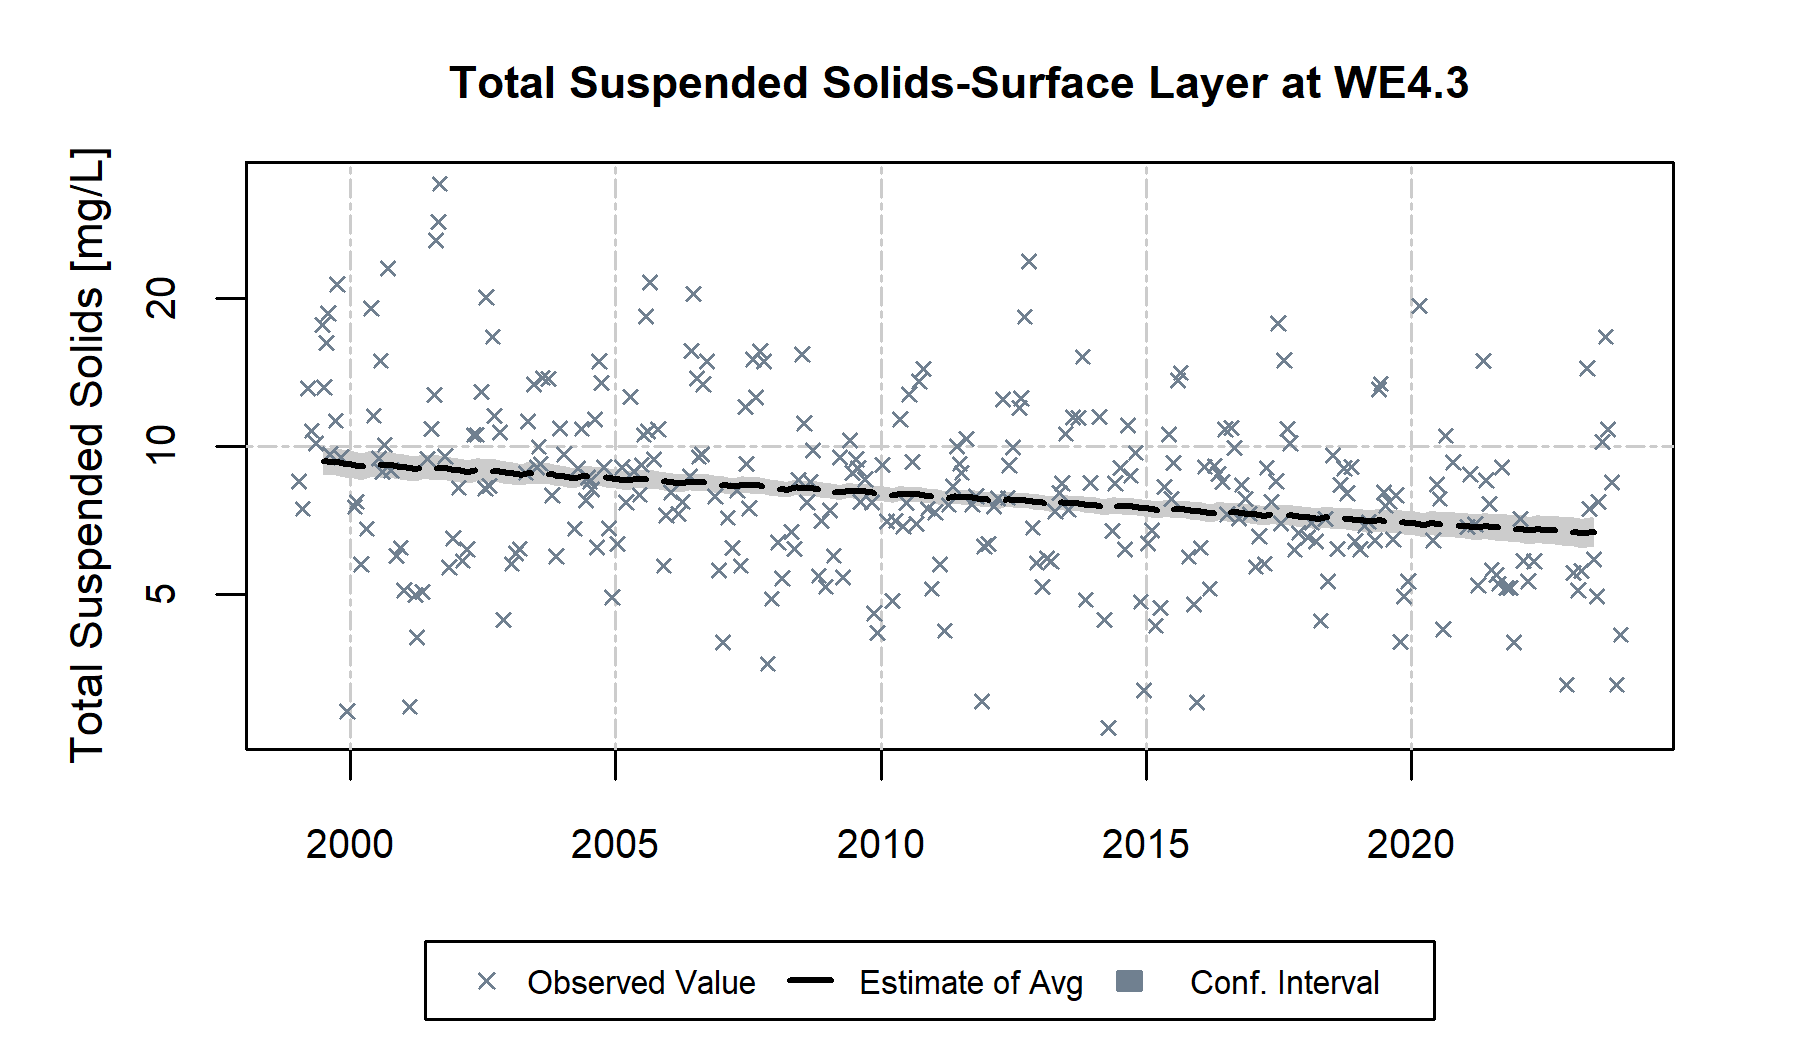 Total Suspended Solids-Surface Layer at WE4.3
Total Suspended Solids [mg/L]
20
10
5
2000 2005 2010 2015 2020
Observed Value Estimate of Avg Conf. Interval